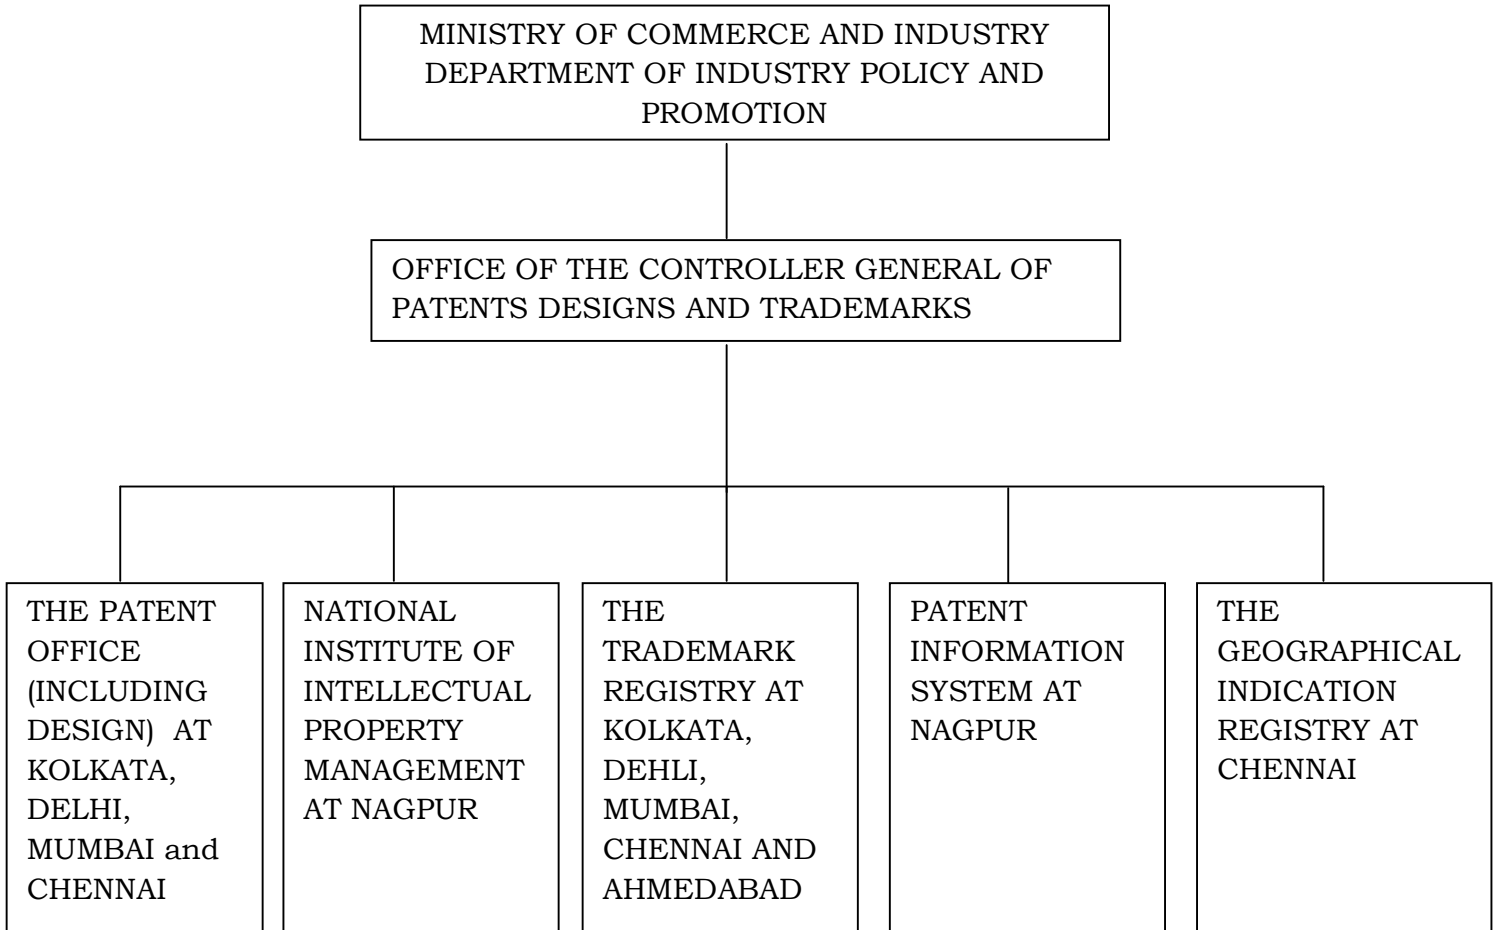 MINISTRY OF COMMERCE AND INDUSTRY
DEPARTMENT OF INDUSTRY POLICY AND
PROMOTION
OFFICE OF THE CONTROLLER GENERAL OF
PATENTS DESIGNS AND TRADEMARKS
THE PATENT
OFFICE
(INCLUDING
DESIGN) AT
KOLKATA,
DELHI,
MUMBAI and
CHENNAI
NATIONAL
INSTITUTE OF
INTELLECTUAL
PROPERTY
MANAGEMENT
AT NAGPUR
THE
TRADEMARK
REGISTRY AT
KOLKATA,
DEHLI,
MUMBAI,
CHENNAI AND
AHMEDABAD
PATENT
INFORMATION
SYSTEM AT
NAGPUR
THE
GEOGRAPHICAL
INDICATION
REGISTRY AT
CHENNAI